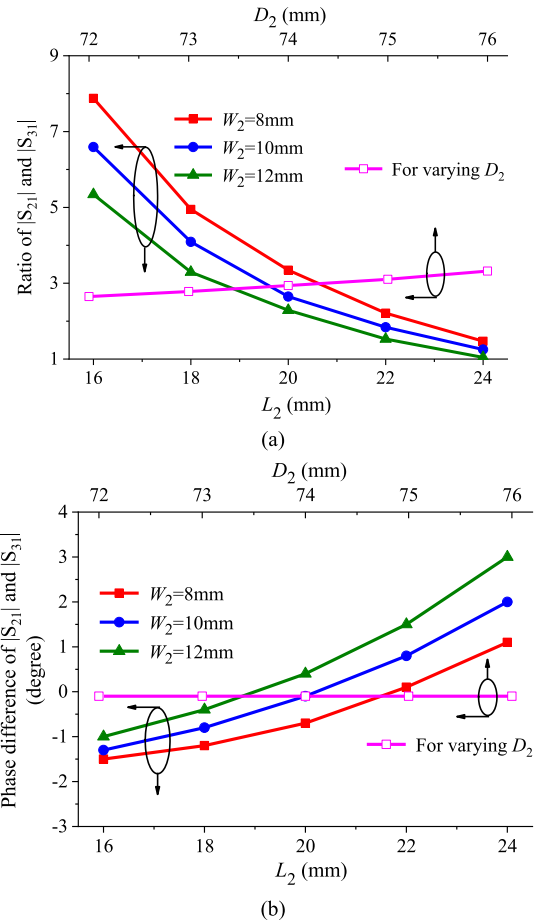 D2 (mm)
72 73 74 75 76
9
7
5
3
1
Ratio of |S21| and |S31|
W2=8mm
W2=10mm
W2=12mm
For varying D2
16 18 20 22 24
L2 (mm)
(a)
D2 (mm)
72 73 74 75 76
4
3
2
1
0
-1
-2
-3
Phase difference of |S21| and |S31|
(degree)
W2=8mm
W2=10mm
W2=12mm
For varying D2
16 18 20 22 24
L2 (mm)
(b)